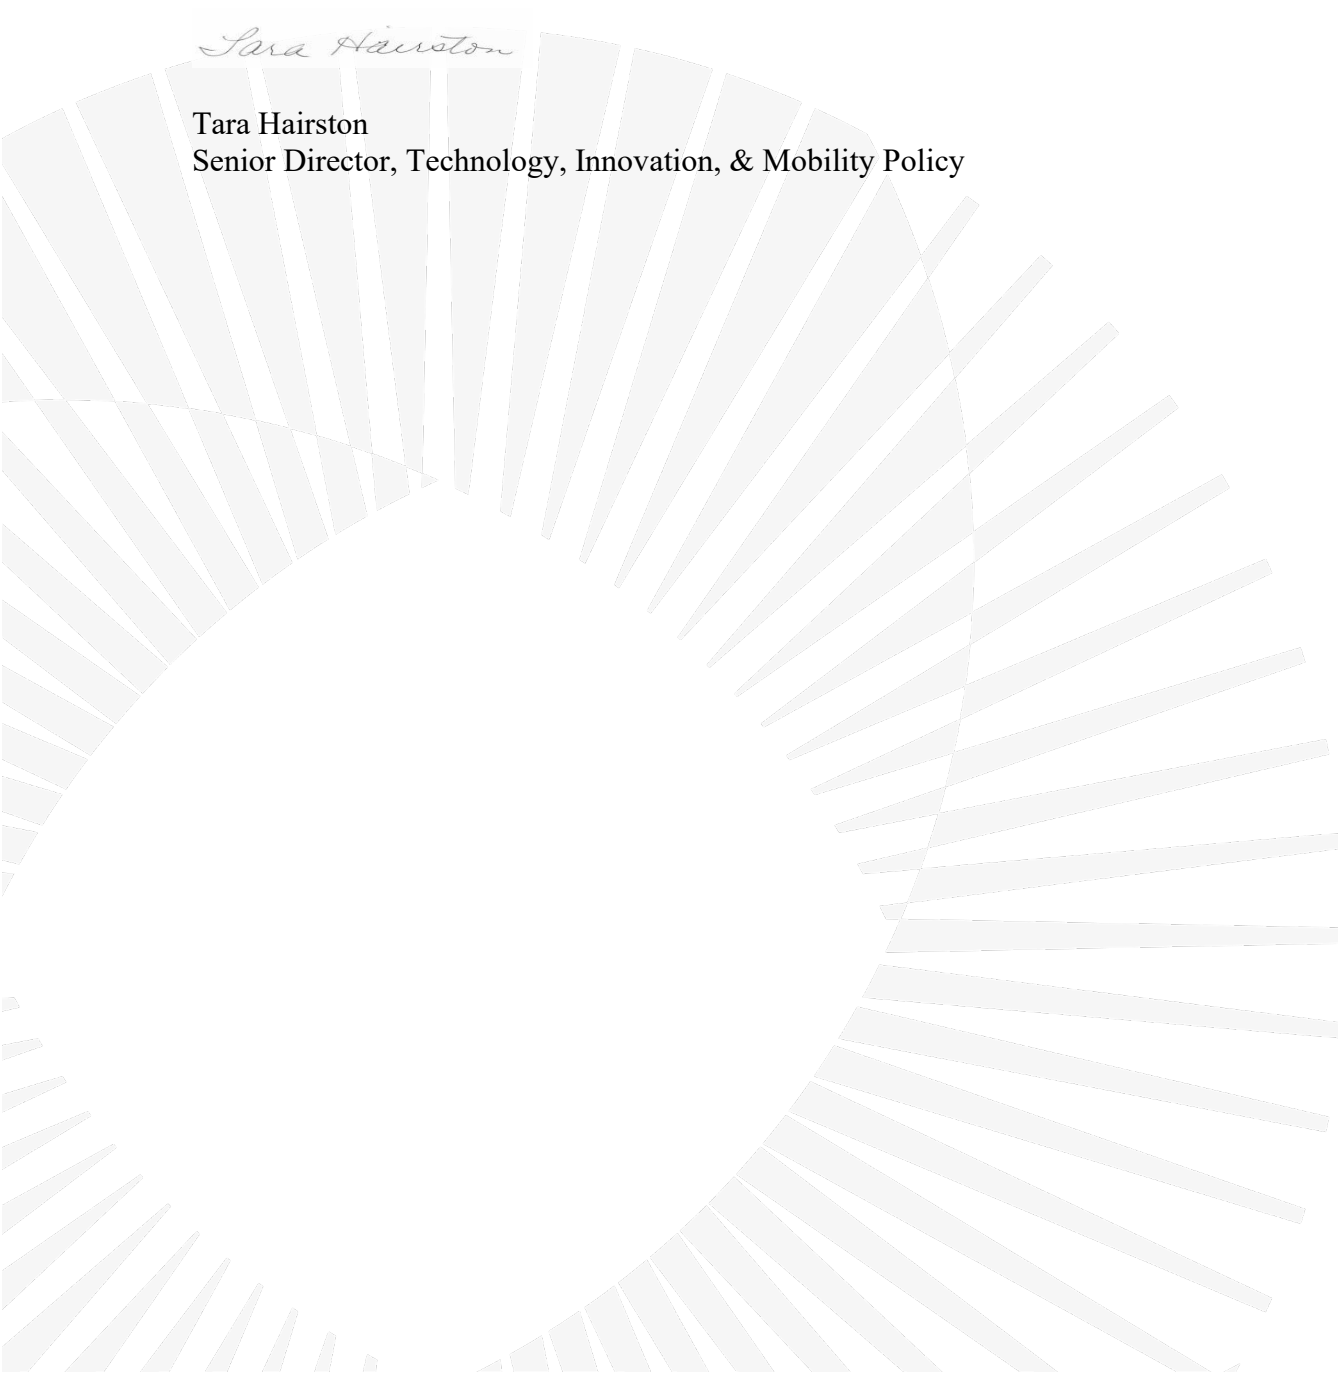 Tara Hairston
Tara Hairston
Senior Director, Technology, Innovation, & Mobility Policy